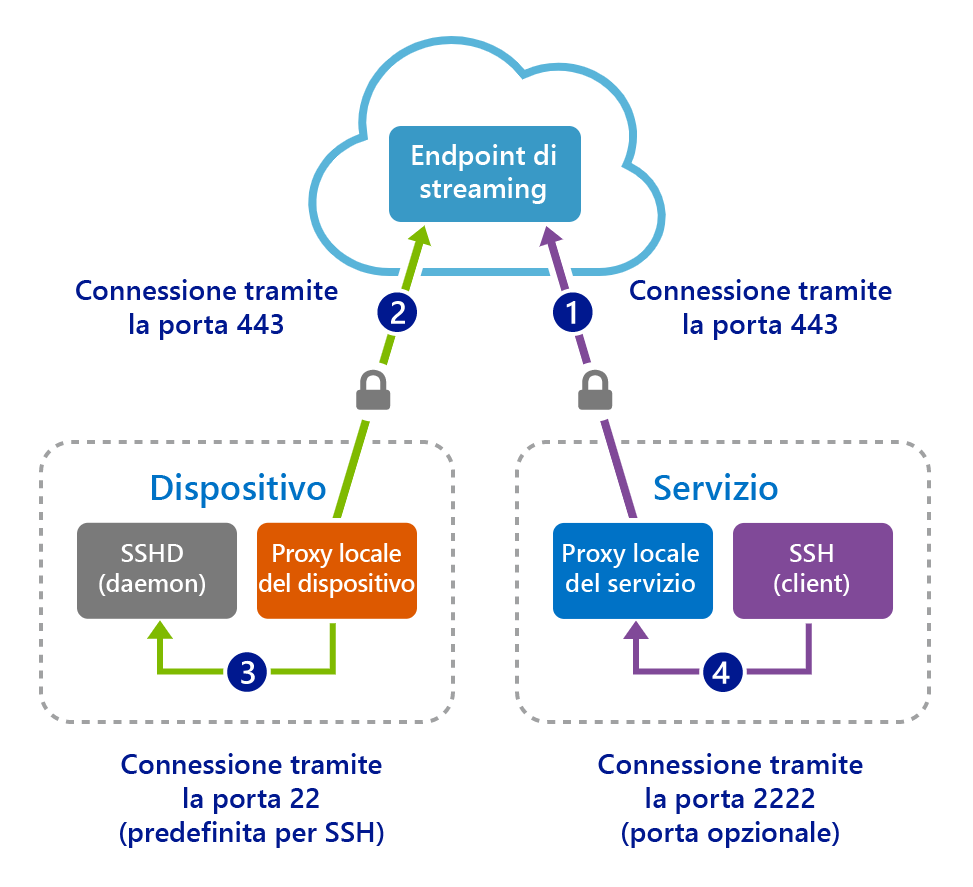 Endpoint di
streaming
Connessione tramite
la porta 443
2
1
Connessione tramite
la porta 443
Dispositivo
SSHD
(daemon)
Proxy locale
del dispositivo
3
Servizio
Proxy locale
del servizio
SSH
(client)
4
Connessione tramite
la porta 22
(predefinita per SSH)
Connessione tramite
la porta 2222
(porta opzionale)